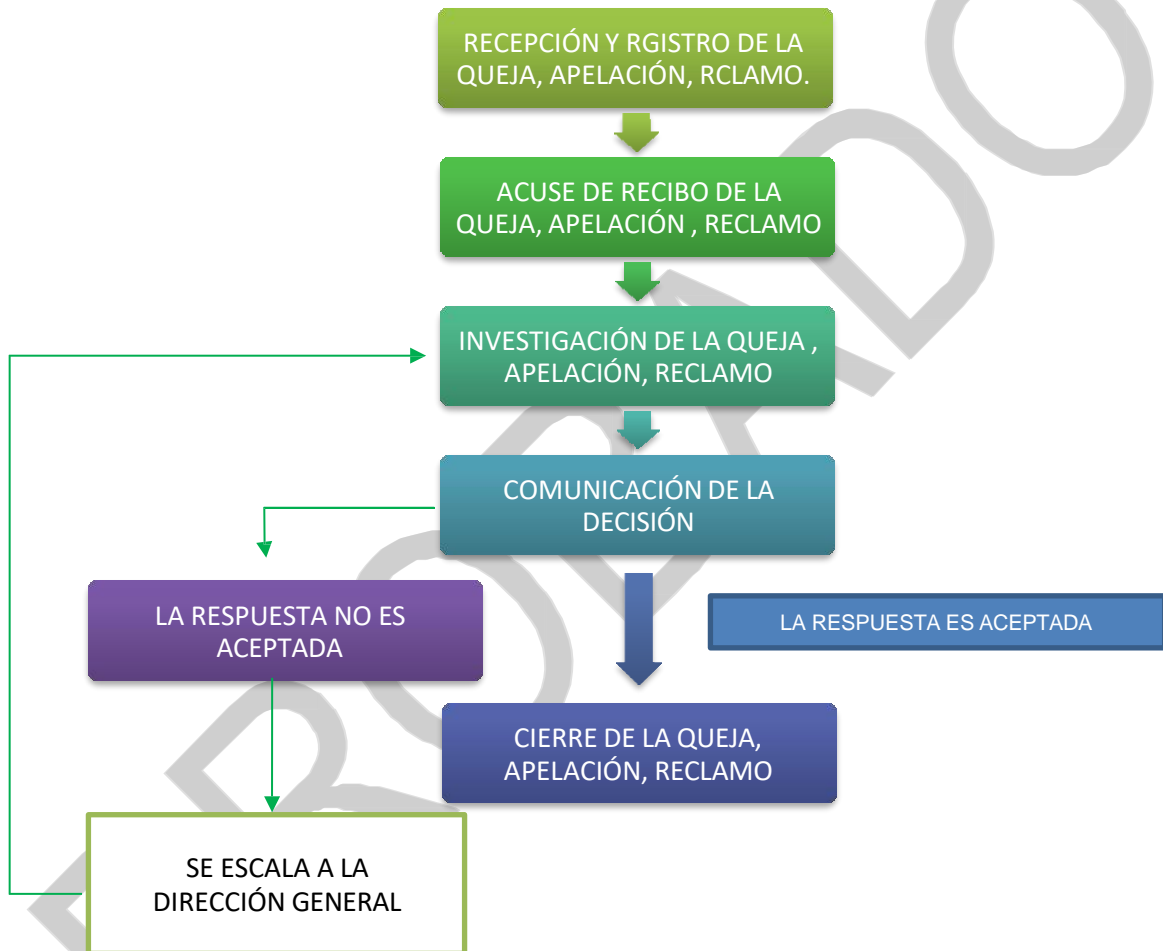 RECEPCIÓN Y RGISTRO DE LA
QUEJA, APELACIÓN, RCLAMO.
ACUSE DE RECIBO DE LA
QUEJA, APELACIÓN , RECLAMO
INVESTIGACIÓN DE LA QUEJA ,
APELACIÓN, RECLAMO
COMUNICACIÓN DE LA
DECISIÓN
LA RESPUESTA NO ES
ACEPTADA
LA RESPUESTA ES ACEPTADA
CIERRE DE LA QUEJA,
APELACIÓN, RECLAMO
SE ESCALA A LA
DIRECCIÓN GENERAL
ROBADO